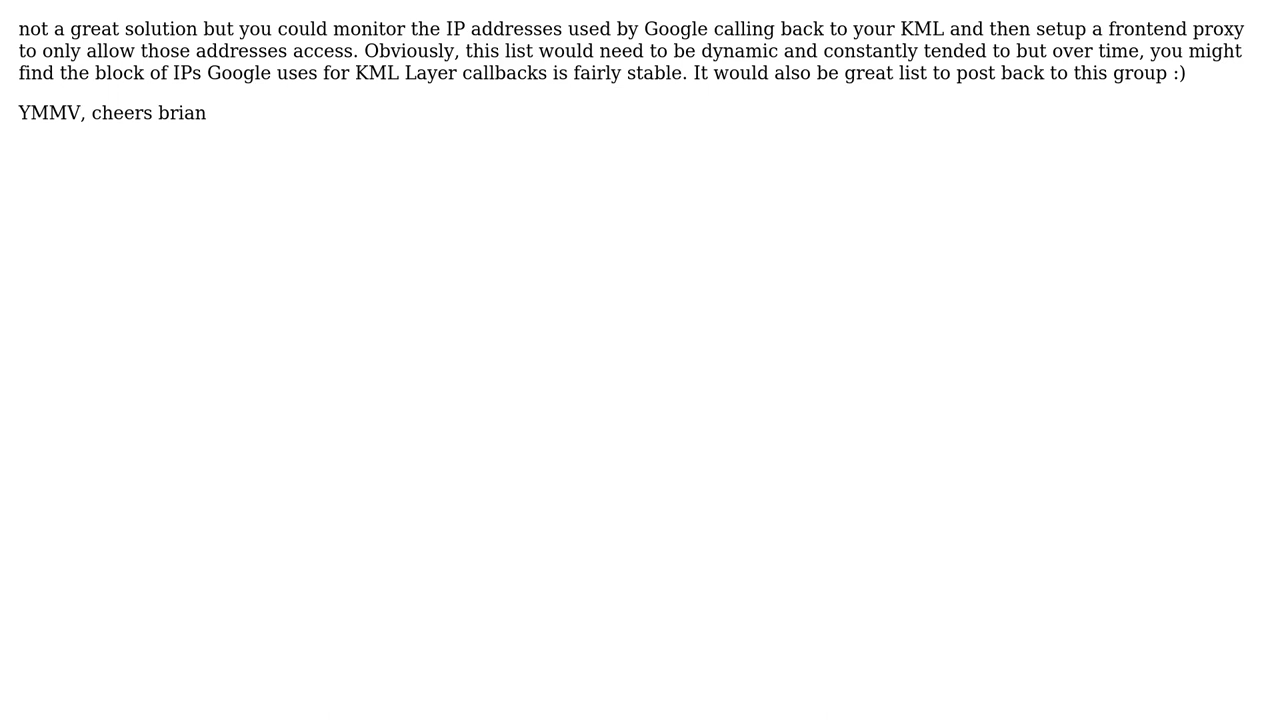 not a great solution but you could monitor the IP addresses used by Google calling back to your KML and then setup a frontend proxy
to only allow those addresses access. Obviously, this list would need to be dynamic and constantly tended to but over time, you might
find the block of IPs Google uses for KML Layer callbacks is fairly stable. It would also be great list to post back to this group :)
YMMV, cheers brian